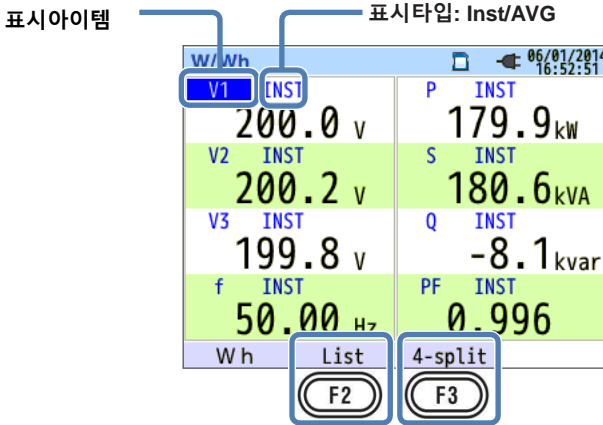 표시아이템
표시타입: Inst/AVG
W/Wh 06/01/2014
16:52:51
V1 INST P INST
200.0 V 179.9kW
V2 INST S INST
200.2 V 180.6kVA
V3 INST Q INST
199.8 V -8.1kvar
f INST PF INST
50.00 Hz 0.996
Wh List 4-split
F2 F3